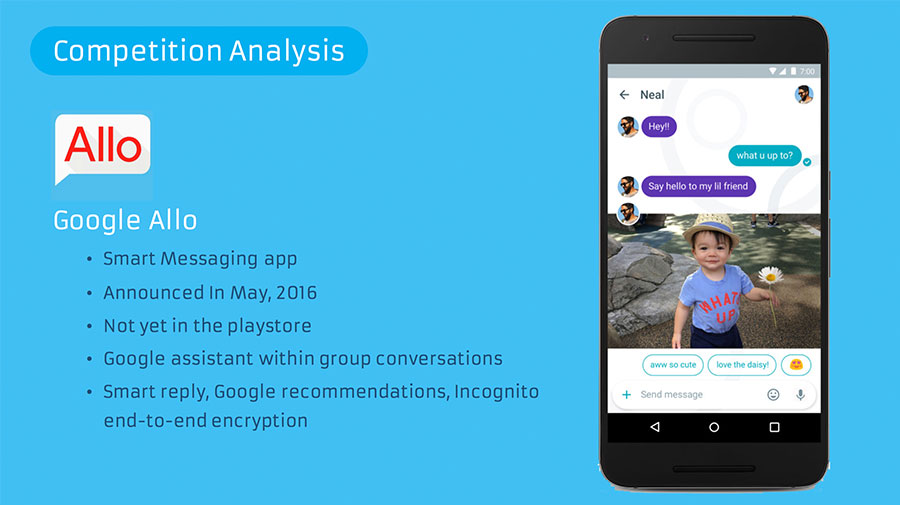 Competition Analysis
Allo
Google Allo
• Smart Messaging app
• Announced In May, 2016
• Not yet in the playstore
• Google assistant within group conversations
• Smart reply, Google recommendations, Incognito
end-to-end encryption
7:00
Neal
Hey!!
what u up to?
Say hello to my lil friend
WHAT'S
UP
aww so cute
love the daisy!
Send message